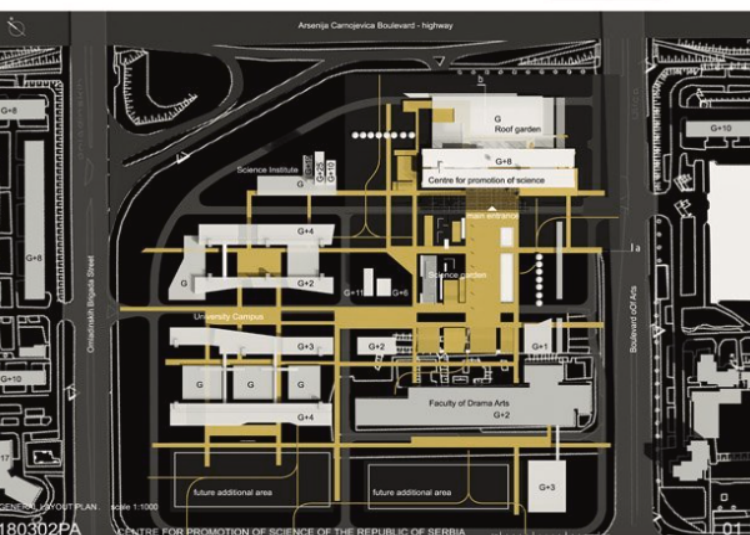 Arsenija Carnojevica Boulevard - highway
G+8
G
Roof garden
G+10
G+8
Science Institute
G+25
G+10
G
Centre for promotion of science
main entrance
G+4
a
G+8
Science garden
G
G+2
G+11
G+6
Omladinskih Brigada Street
Boulevard oOf Arts
University Campus
G+3
G+2
G+1
G+10
G
G
G
Faculty of Drama Arts
G+2
G+4
17
future additional area
future additional area
G+3
GENERAL LAYOUT PLAN. scale 1:1000
180302PA
CENTRE FOR PROMOTION OF SCIENCE OF THE REPUBLIC OF SERBIA
01